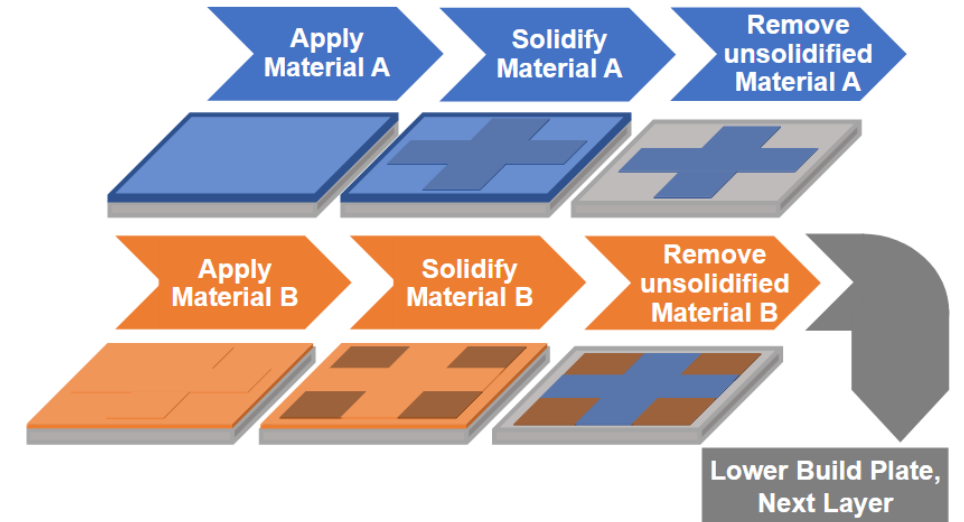 Apply
Material A
Solidify
Material A
Remove
unsolidified
Material A
Apply
Material B
Solidify
Material B
Remove
unsolidified
Material B
Lower Build Plate,
Next Layer